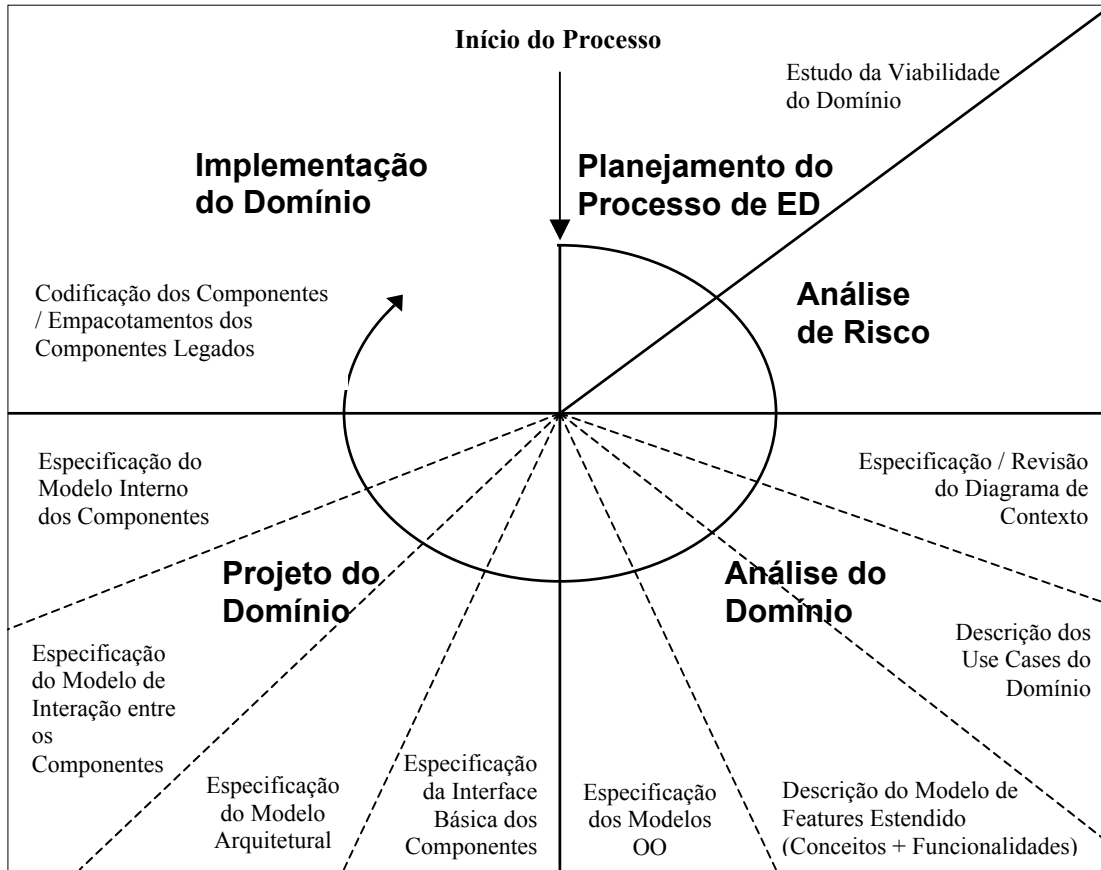 Início do Processo
Estudo da Viabilidade
do Domínio
Planejamento do
Processo de ED
Implementação
do Domínio
Análise
de Risco
Codificação dos Componentes
/ Empacotamentos dos
Componentes Legados
Especificação / Revisão
do Diagrama de
Contexto
Análise do
Domínio
Descrição dos
Use Cases do
Domínio
Descrição do Modelo de
Features Estendido
(Conceitos + Funcionalidades)
Especificação
dos Modelos
OO
Especificação
da Interface
Básica dos
Componentes
Especificação
do Modelo
Arquitetural
Projeto do
Domínio
Especificação
do Modelo de
Interação entre
os
Componentes
Especificação do
Modelo Interno
dos Componentes